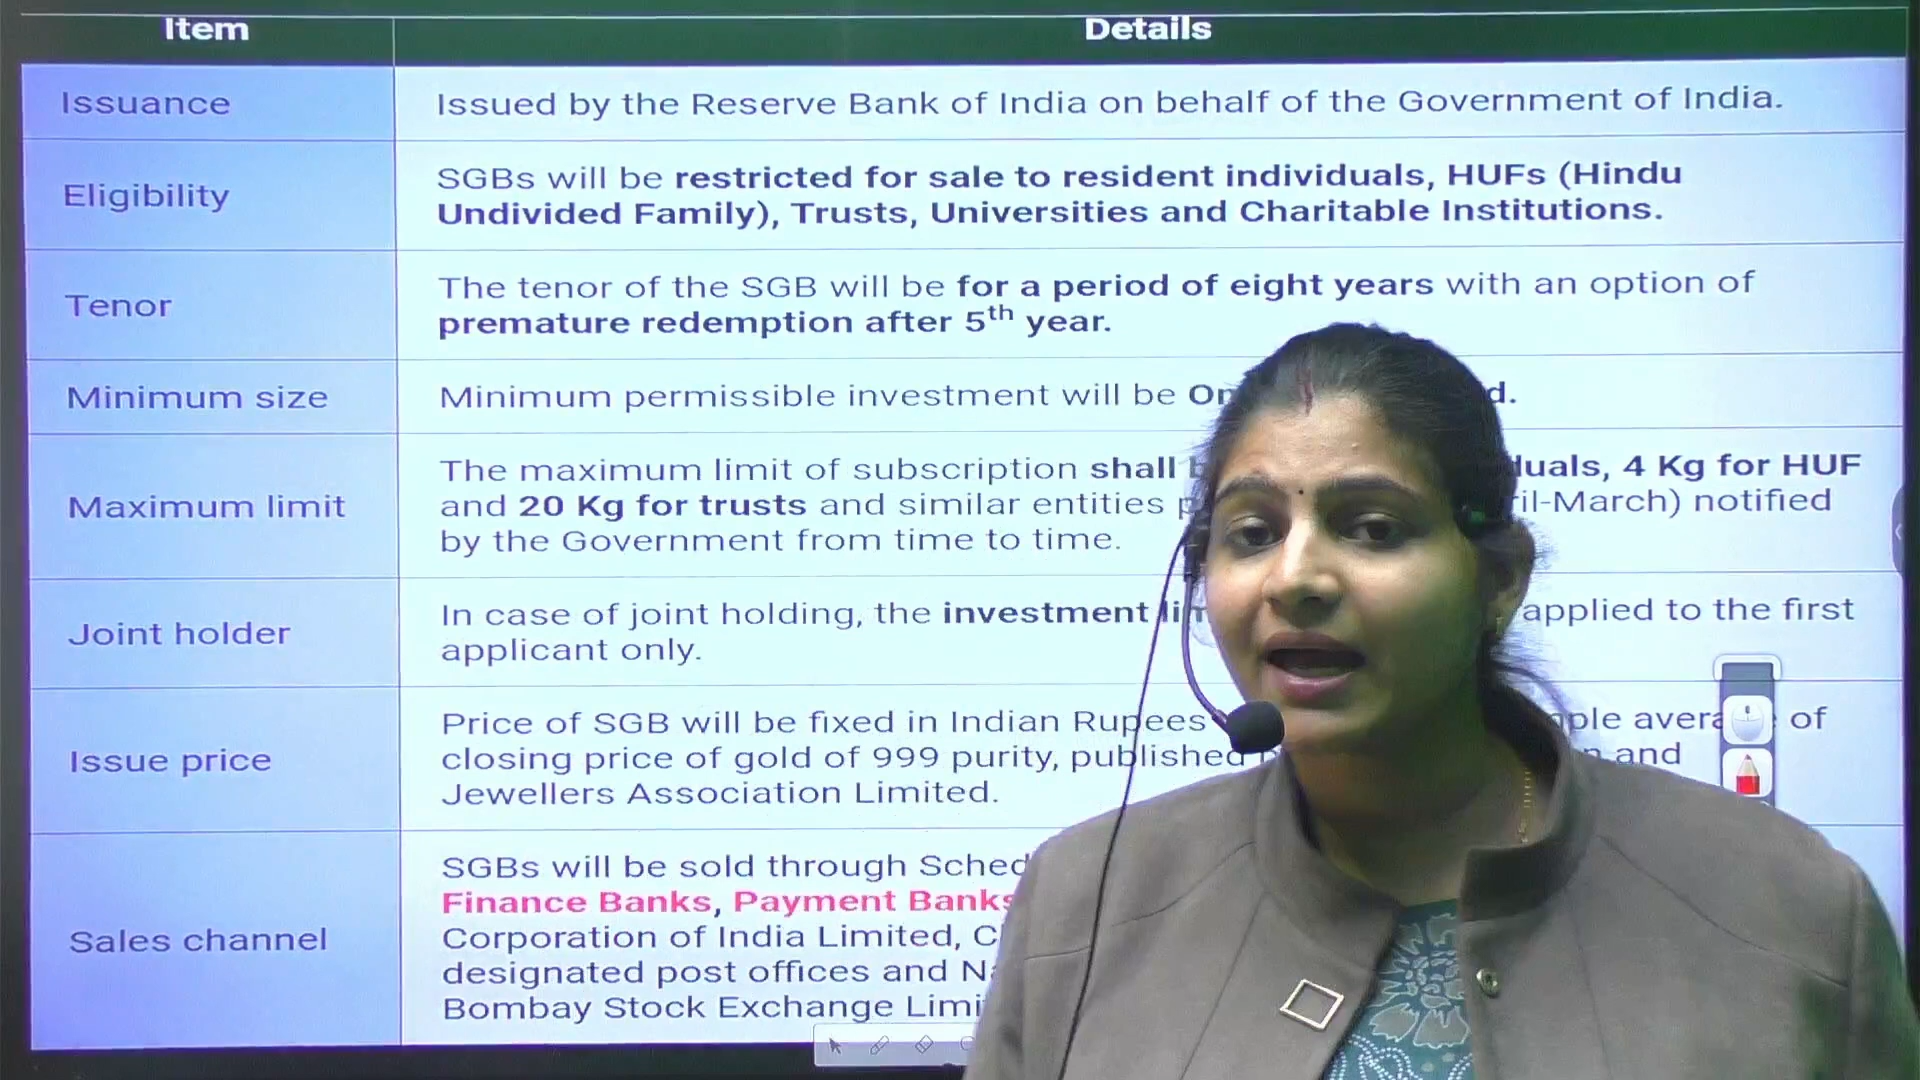 Item Details
Issuance
Issued by the Reserve Bank of India on behalf of the Government of India.
Eligibility
SGBs will be restricted for sale to resident individuals, HUFs (Hindu
Undivided Family), Trusts, Universities and Charitable Institutions.
Tenor
The tenor of the SGB will be for a period of eight years with an option of
premature redemption after 5th year.
Minimum size
Minimum permissible investment will be
Maximum limit
The maximum limit of subscription shall 4 Kg for HUF
and 20 Kg for trusts and similar entities notified
by the Government from time to time.
Joint holder
In case of joint holding, the investment applied to the first
applicant only.
Issue price
Price of SGB will be fixed in Indian Rupees of
closing price of gold of 999 purity, published and
Jewellers Association Limited.
Sales channel
SGBs will be sold through
Finance Banks, Payment Banks
Corporation of India Limited,
designated post offices and
Bombay Stock Exchange